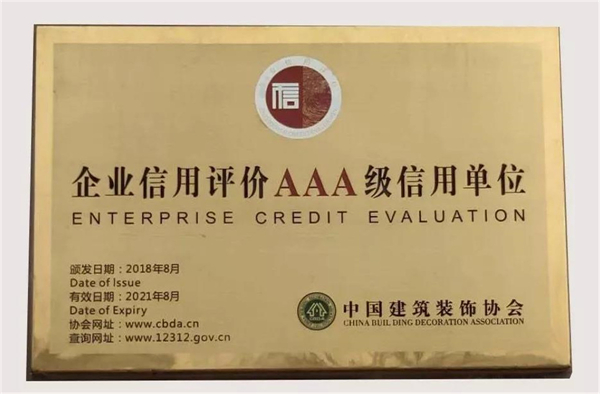 信
企业信用评价AAA级信用单位
ENTERPRISE CREDIT EVALUATION
颁发日期：2018年8月
Date of Issue
有效日期：2021年8月
Date of Expiry
协会网址：www.cbda.cn
查询网址：www.12312.gov.cn
中国建筑装饰协会
CHINA BUIL DING DECORATION ASSOCIATION